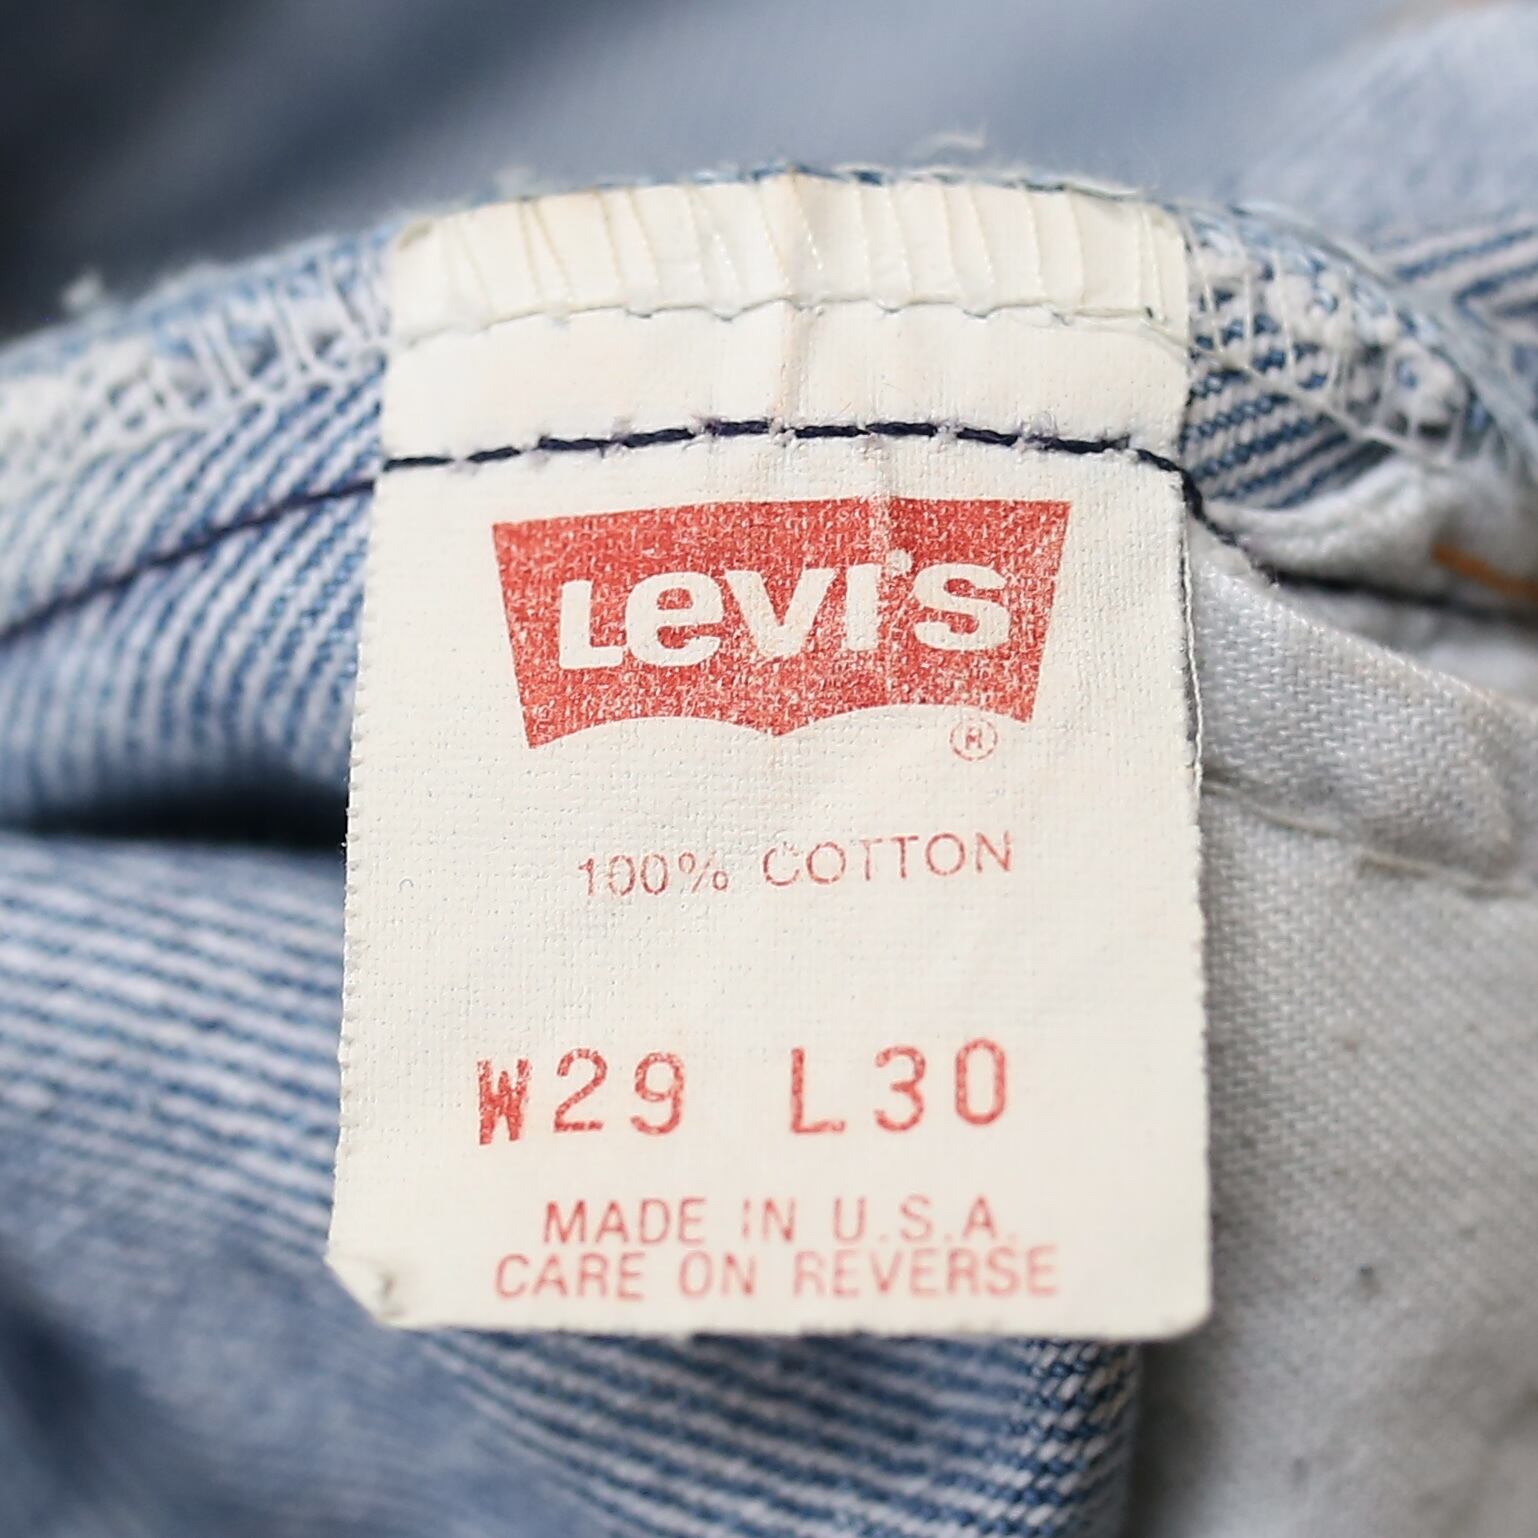 Levi's
®
100% COTTON
W29 L30
MADE IN U.S.A.
CARE ON REVERSE